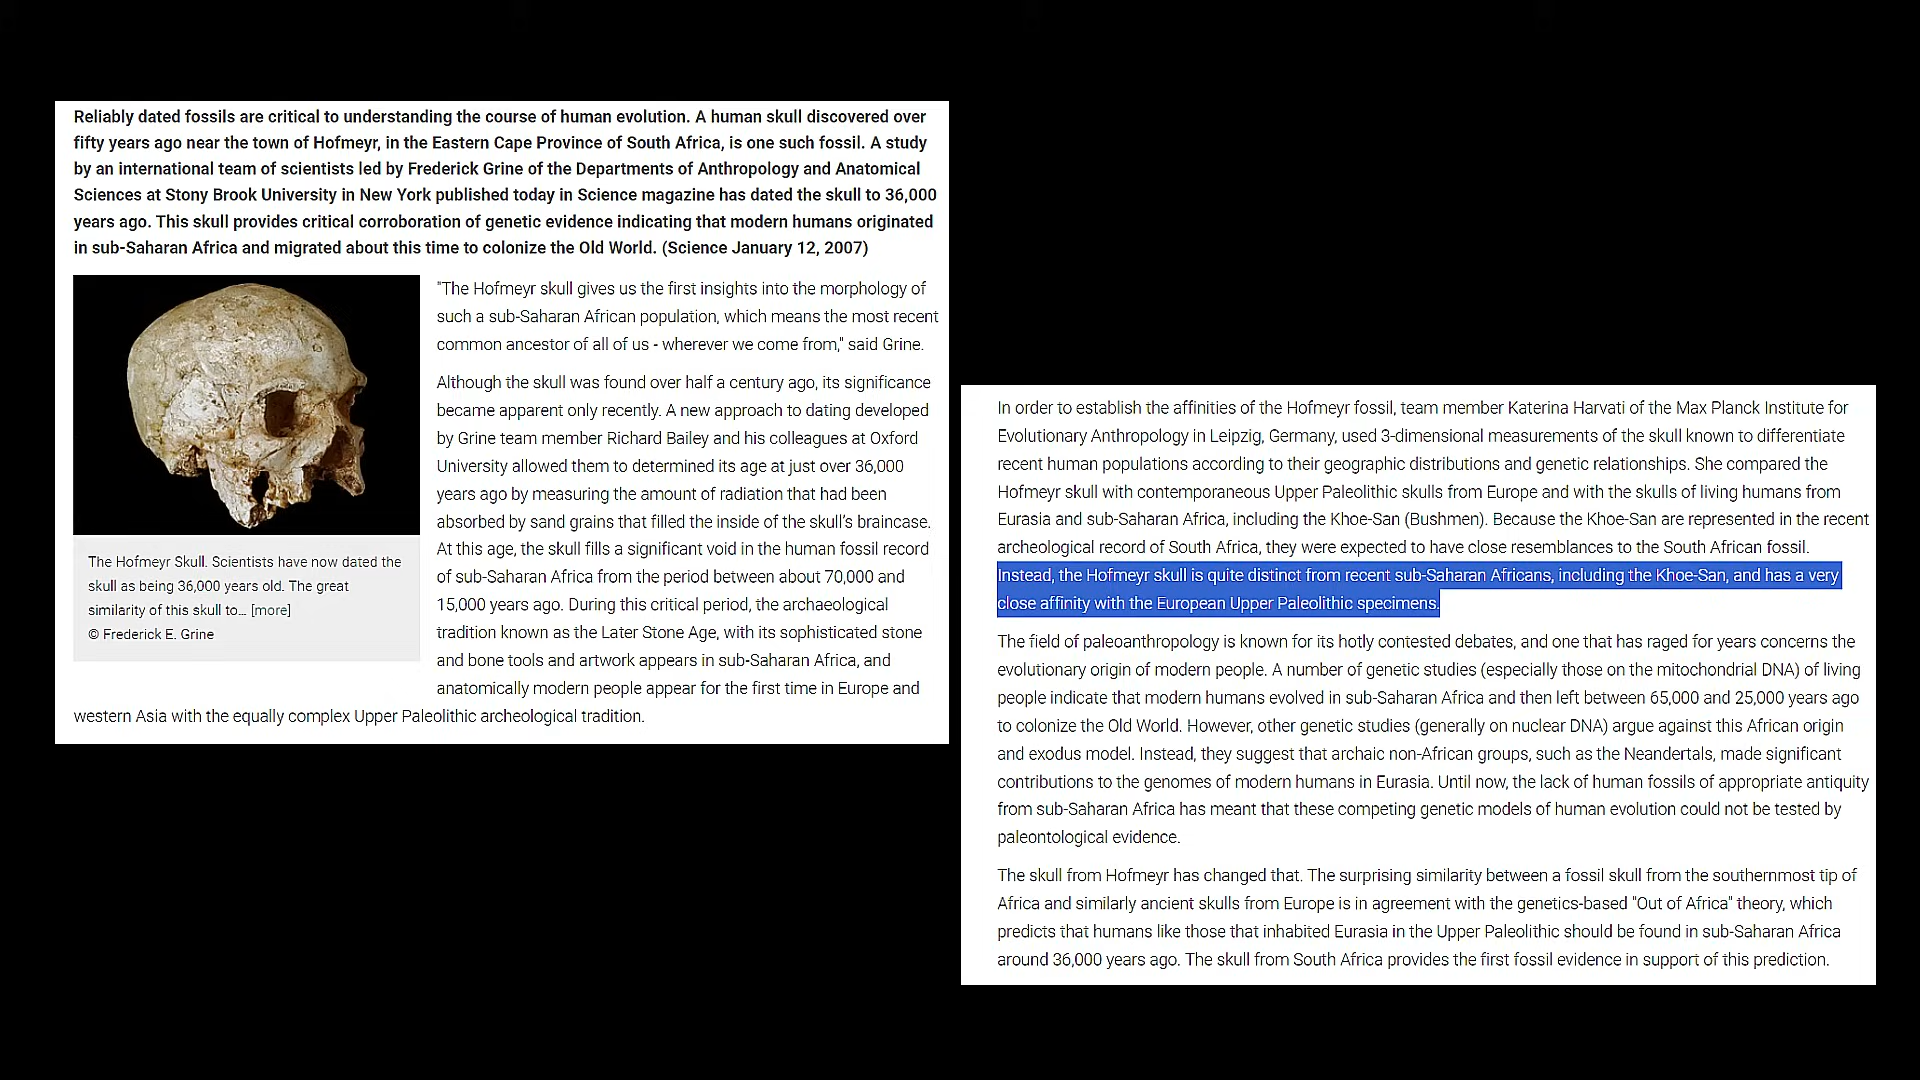 Reliably dated fossils are critical to understanding the course of human evolution. A human skull discovered over
fifty years ago near the town of Hofmeyr, in the Eastern Cape Province of South Africa, is one such fossil. A study
by an international team of scientists led by Frederick Grine of the Departments of Anthropology and Anatomical
Sciences at Stony Brook University in New York published today in Science magazine has dated the skull to 36,000
years ago. This skull provides critical corroboration of genetic evidence indicating that modern humans originated
in sub-Saharan Africa and migrated about this time to colonize the Old World. (Science January 12, 2007)
"The Hofmeyr skull gives us the first insights into the morphology of
such a sub-Saharan African population, which means the most recent
common ancestor of all of us - wherever we come from," said Grine.
Although the skull was found over half a century ago, its significance
became apparent only recently. A new approach to dating developed
by Grine team member Richard Bailey and his colleagues at Oxford
University allowed them to determined its age at just over 36,000
years ago by measuring the amount of radiation that had been
absorbed by sand grains that filled the inside of the skull's braincase.
At this age, the skull fills a significant void in the human fossil record
of sub-Saharan Africa from the period between about 70,000 and
15,000 years ago. During this critical period, the archaeological
tradition known as the Later Stone Age, with its sophisticated stone
and bone tools and artwork appears in sub-Saharan Africa, and
anatomically modern people appear for the first time in Europe and
western Asia with the equally complex Upper Paleolithic archeological tradition.
The Hofmeyr Skull. Scientists have now dated the
skull as being 36,000 years old. The great
similarity of this skull to... [more]
© Frederick E. Grine
In order to establish the affinities of the Hofmeyr fossil, team member Katerina Harvati of the Max Planck Institute for
Evolutionary Anthropology in Leipzig, Germany, used 3-dimensional measurements of the skull known to differentiate
recent human populations according to their geographic distributions and genetic relationships. She compared the
Hofmeyr skull with contemporaneous Upper Paleolithic skulls from Europe and with the skulls of living humans from
Eurasia and sub-Saharan Africa, including the Khoe-San (Bushmen). Because the Khoe-San are represented in the recent
archeological record of South Africa, they were expected to have close resemblances to the South African fossil.
Instead, the Hofmeyr skull is quite distinct from recent sub-Saharan Africans, including the Khoe-San, and has a very
close affinity with the European Upper Paleolithic specimens.
The field of paleoanthropology is known for its hotly contested debates, and one that has raged for years concerns the
evolutionary origin of modern people. A number of genetic studies (especially those on the mitochondrial DNA) of living
people indicate that modern humans evolved in sub-Saharan Africa and then left between 65,000 and 25,000 years ago
to colonize the Old World. However, other genetic studies (generally on nuclear DNA) argue against this African origin
and exodus model. Instead, they suggest that archaic non-African groups, such as the Neandertals, made significant
contributions to the genomes of modern humans in Eurasia. Until now, the lack of human fossils of appropriate antiquity
from sub-Saharan Africa has meant that these competing genetic models of human evolution could not be tested by
paleontological evidence.
The skull from Hofmeyr has changed that. The surprising similarity between a fossil skull from the southernmost tip of
Africa and similarly ancient skulls from Europe is in agreement with the genetics-based "Out of Africa" theory, which
predicts that humans like those that inhabited Eurasia in the Upper Paleolithic should be found in sub-Saharan Africa
around 36,000 years ago. The skull from South Africa provides the first fossil evidence in support of this prediction.